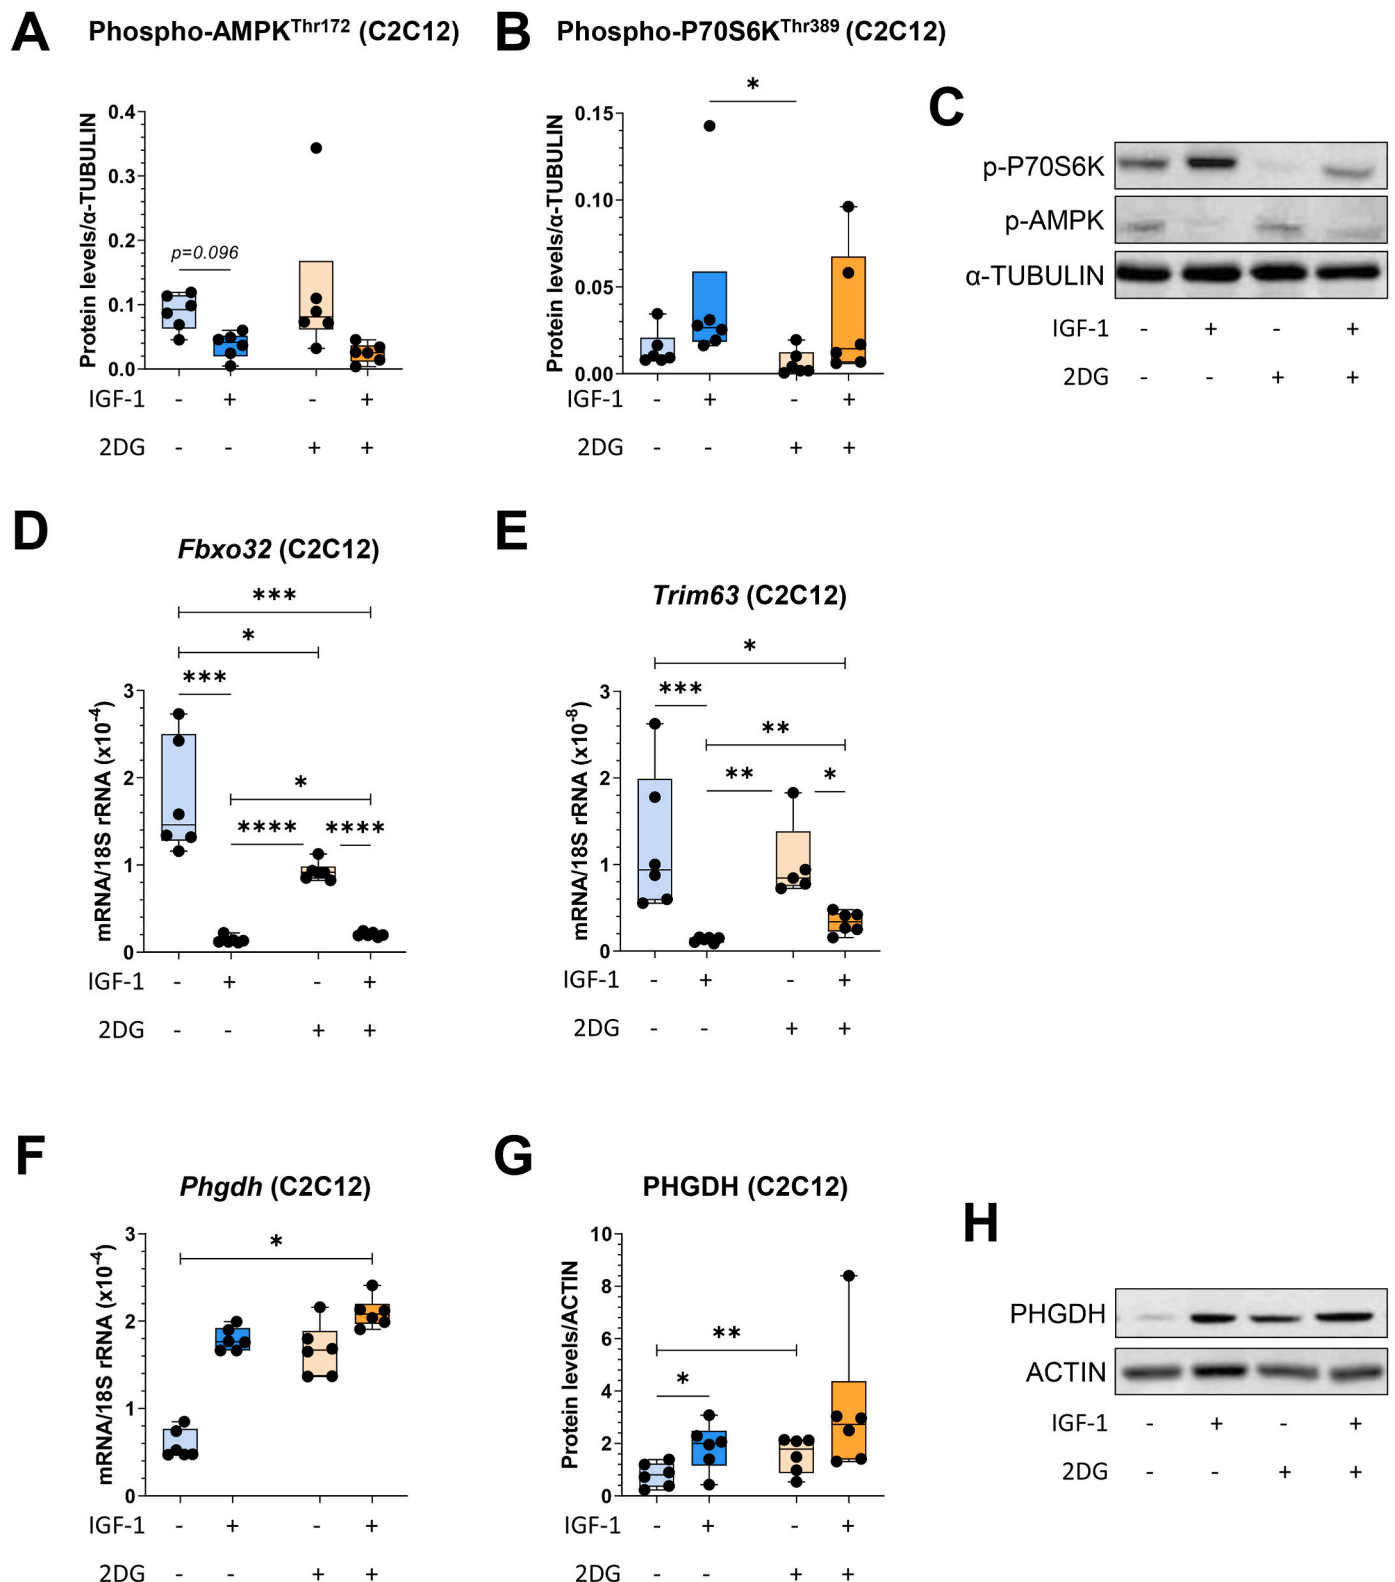 A
Phospho-AMPKThr172 (C2C12)
Protein levels/α-TUBULIN
0.4
0.3
0.2
0.1
0.0
p=0.096
IGF-1 - + - +
2DG - - + +
B
Phospho-P70S6KThr389 (C2C12)
Protein levels/α-TUBULIN
0.15
0.10
0.05
0.00
*
IGF-1 - + - +
2DG - - + +
C
p-P70S6K
p-AMPK
α-TUBULIN
IGF-1 - + - +
2DG - - + +
D
Fbxo32 (C2C12)
mRNA/18S rRNA (x10-4)
3
2
1
0
***
*
***
*
**** ****
IGF-1 - + - +
2DG - - + +
E
Trim63 (C2C12)
mRNA/18S rRNA (x10-8)
3
2
1
0
*
***
**
** *
IGF-1 - + - +
2DG - - + +
F
Phgdh (C2C12)
mRNA/18S rRNA (x10-4)
3
2
1
0
*
IGF-1 - + - +
2DG - - + +
G
PHGDH (C2C12)
Protein levels/ACTIN
10
8
6
4
2
0
**
*
IGF-1 - + - +
2DG - - + +
H
PHGDH
ACTIN
IGF-1 - + - +
2DG - - + +